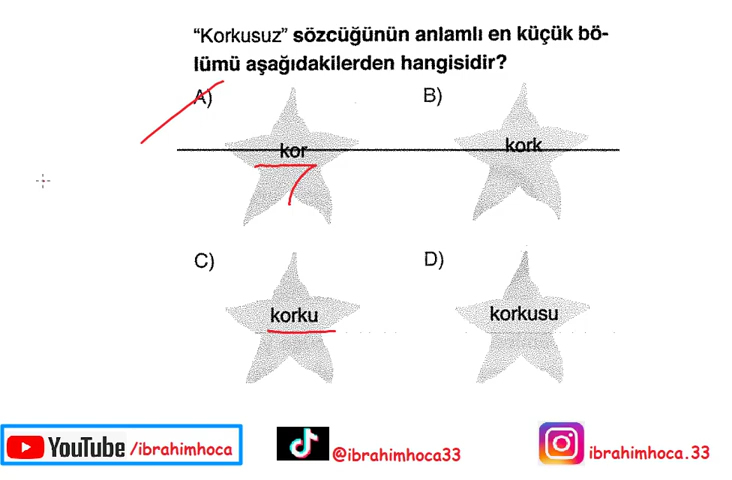 “Korkusuz” sözcüğünün anlamlı en küçük bö-
lümü aşağıdakilerden hangisidir?
A) kor
B) kork
C) korku
D) korkusu
YouTube /ibrahimhoca
@ibrahimhoca33
ibrahimhoca.33